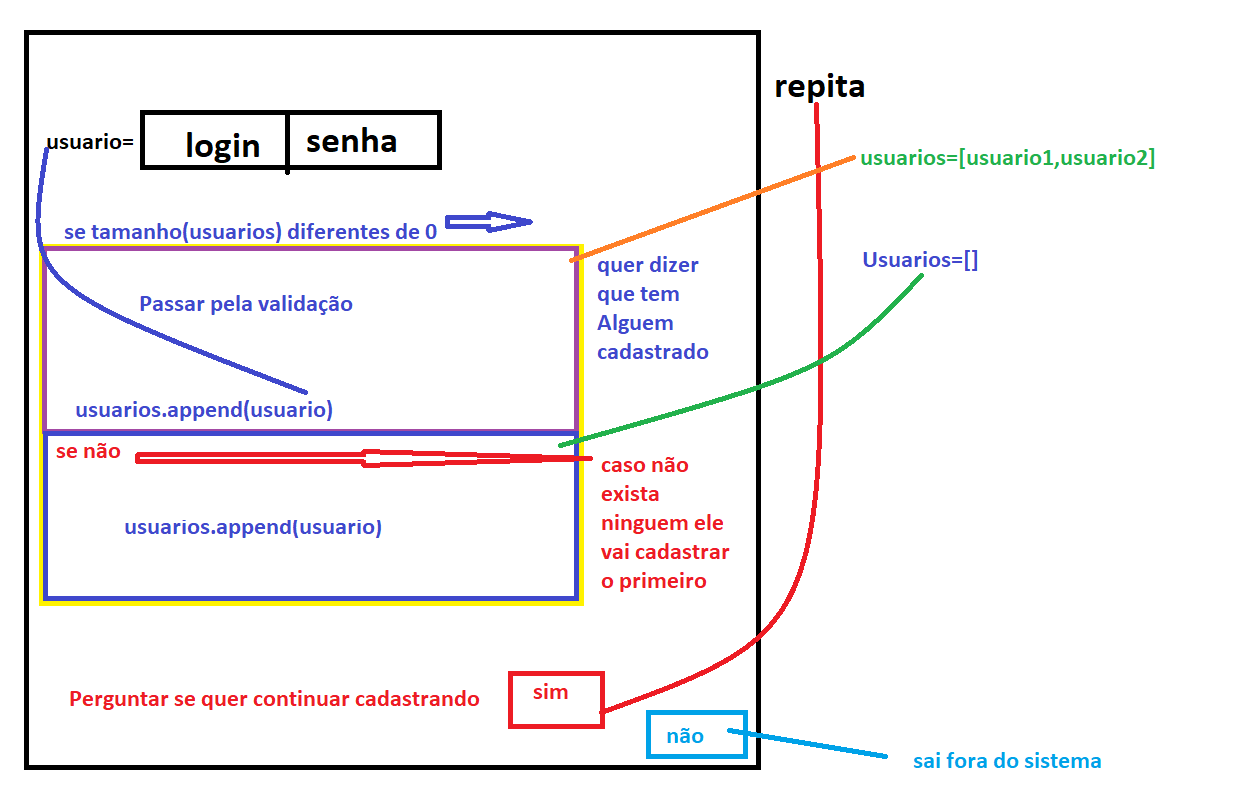 repita
usuario=
login
senha
usuarios=[usuario1,usuario2]
se tamanho(usuarios) diferentes de 0
Usuarios=[]
quer dizer
que tem
Alguem
cadastrado
Passar pela validação
usuarios.append(usuario)
se não
caso não
exista
ninguem ele
vai cadastrar
o primeiro
usuarios.append(usuario)
Perguntar se quer continuar cadastrando
sim
não
sai fora do sistema